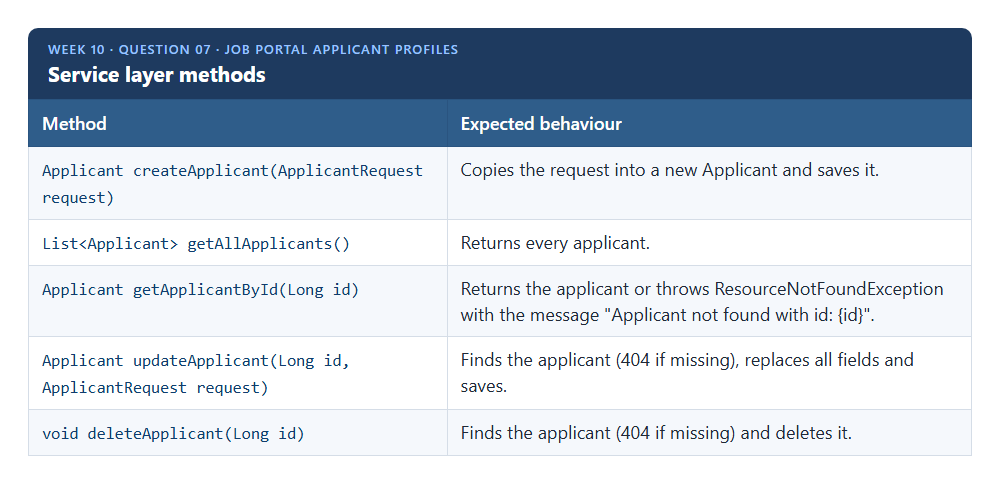 WEEK 10 · QUESTION 07 · JOB PORTAL APPLICANT PROFILES
Service layer methods
Method
Expected behaviour
Applicant createApplicant(ApplicantRequest
request)
Copies the request into a new Applicant and saves it.
List<Applicant> getAllApplicants()
Returns every applicant.
Applicant getApplicantById(Long id)
Returns the applicant or throws ResourceNotFoundException
with the message "Applicant not found with id: {id}".
Applicant updateApplicant(Long id,
ApplicantRequest request)
Finds the applicant (404 if missing), replaces all fields and
saves.
void deleteApplicant(Long id)
Finds the applicant (404 if missing) and deletes it.